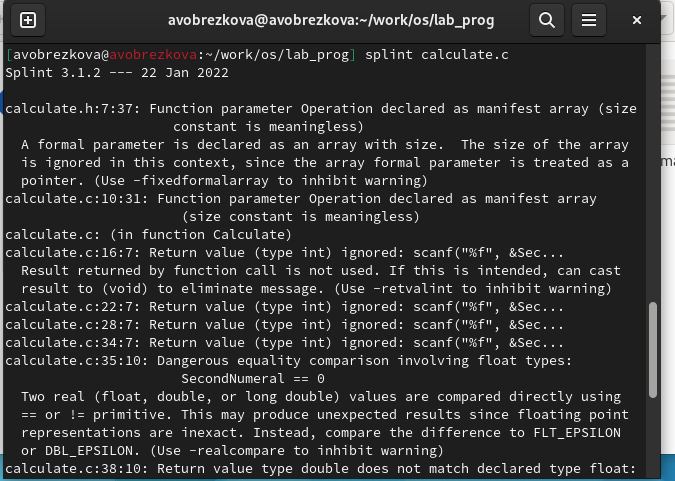 avobrezkova@avobrezkova:~/work/os/lab_prog
[avobrezkova@avobrezkova:~/work/os/lab_prog] splint calculate.c
Splint 3.1.2 --- 22 Jan 2022
calculate.h:7:37: Function parameter Operation declared as manifest array (size
constant is meaningless)
A formal parameter is declared as an array with size.  The size of the array
is ignored in this context, since the array formal parameter is treated as a
pointer. (Use -fixedformalarray to inhibit warning)
calculate.c:10:31: Function parameter Operation declared as manifest array
(size constant is meaningless)
calculate.c: (in function Calculate)
calculate.c:16:7: Return value (type int) ignored: scanf("%f", &Sec...
Result returned by function call is not used. If this is intended, can cast
result to (void) to eliminate message. (Use -retvalint to inhibit warning)
calculate.c:22:7: Return value (type int) ignored: scanf("%f", &Sec...
calculate.c:28:7: Return value (type int) ignored: scanf("%f", &Sec...
calculate.c:34:7: Return value (type int) ignored: scanf("%f", &Sec...
calculate.c:35:10: Dangerous equality comparison involving float types:
SecondNumeral == 0
Two real (float, double, or long double) values are compared directly using
== or != primitive. This may produce unexpected results since floating point
representations are inexact. Instead, compare the difference to FLT_EPSILON
or DBL_EPSILON. (Use -realcompare to inhibit warning)
calculate.c:38:10: Return value type double does not match declared type float: